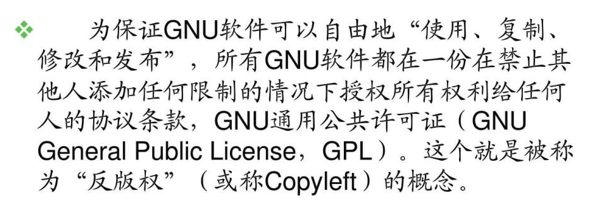 为保证GNU软件可以自由地“使用、复制、
修改和发布”，所有GNU软件都在一份在禁止其
他人添加任何限制的情况下授权所有权利给任何
人的协议条款，GNU通用公共许可证（GNU
General Public License，GPL）。这个就是被称
为“反版权”（或称Copyleft）的概念。